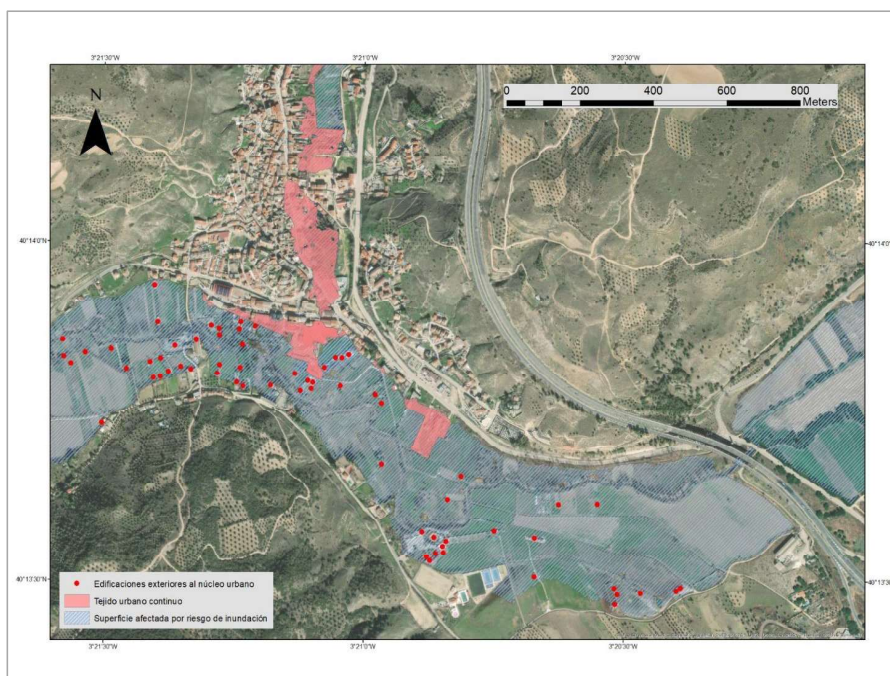 3°21'30"W
3°21'0"W
3°20'30"W
0 200 400 600 800
Meters
N
40°14'0"N
40°14'0"N
40°13'30"N
40°13'30"N
Edificaciones exteriores al núcleo urbano
Tejido urbano continuo
Superficie afectada por riesgo de inundación
3°21'30"W
3°21'0"W
3°20'30"W